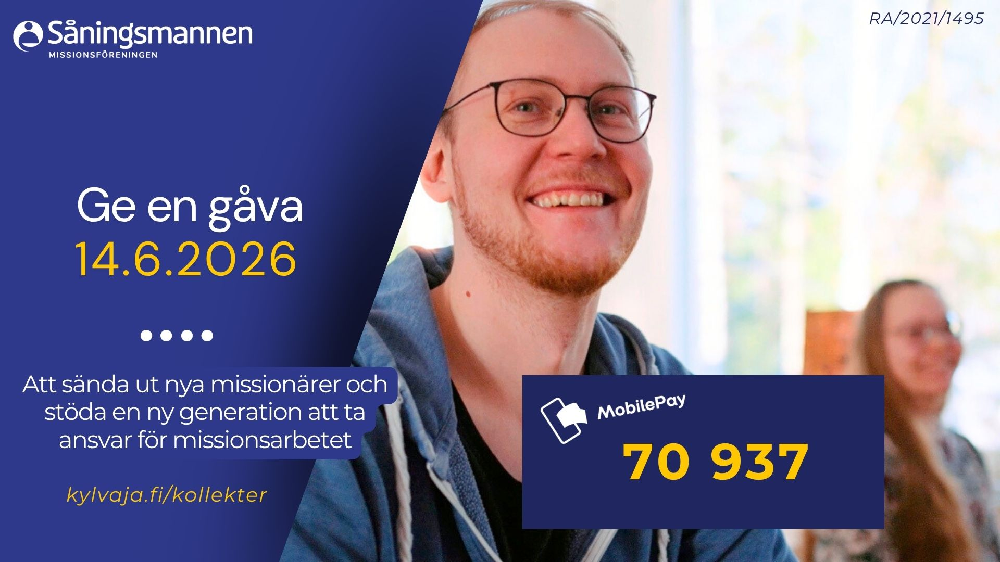 Såningsmannen
MISSIONSFÖRENINGEN
RA/2021/1495
Ge en gåva
14.6.2026
Att sända ut nya missionärer och
stöda en ny generation att ta
ansvar för missionsarbetet
kylvaja.fi/kollekter
MobilePay
70 937